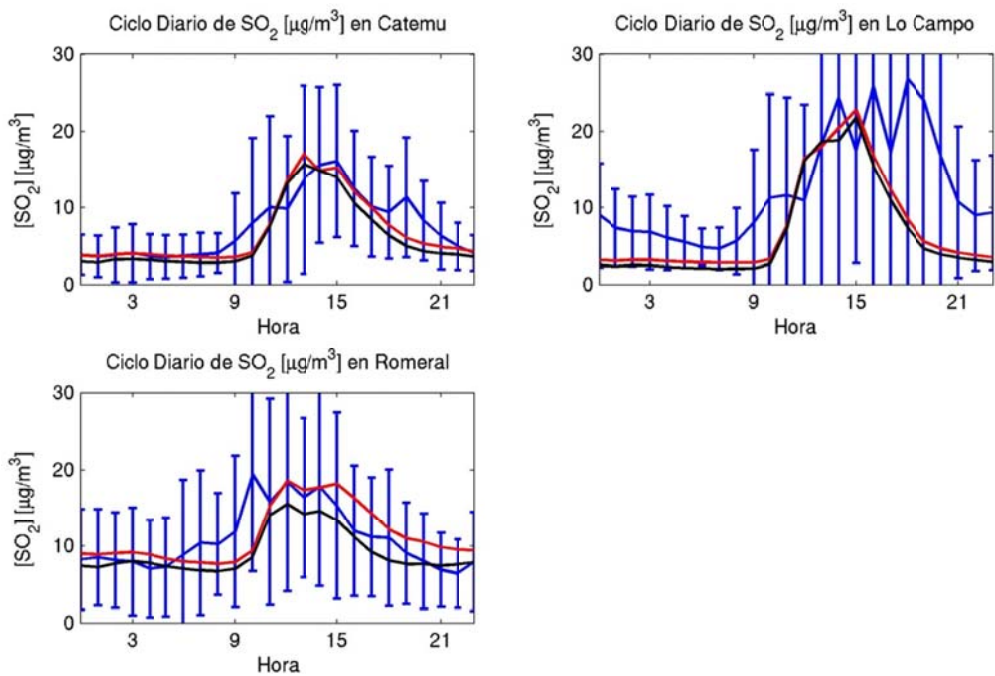 Ciclo Diario de SO₂ [µg/m³] en Catemu
[SO₂] [µg/m³]
30
20
10
0
3
9
15
21
Hora
Ciclo Diario de SO₂ [µg/m³] en Lo Campo
[SO₂] [µg/m³]
30
20
10
0
3
9
15
21
Hora
Ciclo Diario de SO₂ [µg/m³] en Romeral
[SO₂] [µg/m³]
30
20
10
0
3
9
15
21
Hora